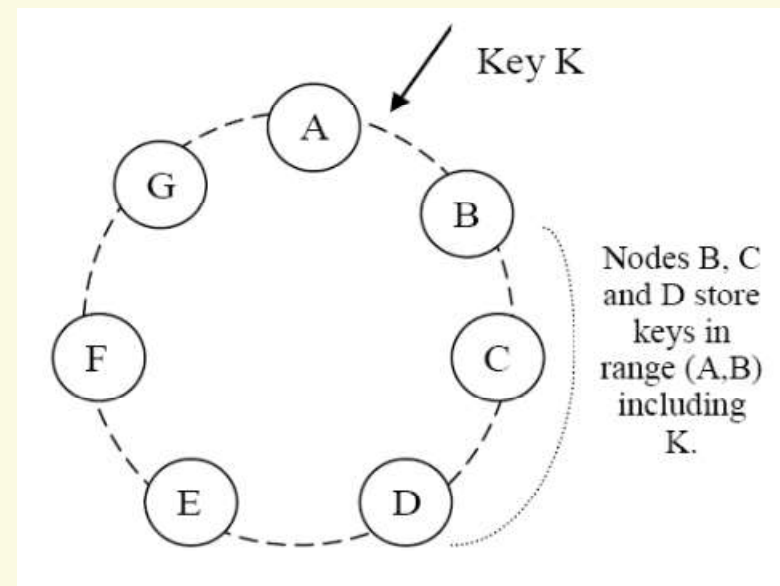 Key K
A
G
B
Nodes B, C
and D store
keys in
range (A,B)
including
K.
F
C
E
D